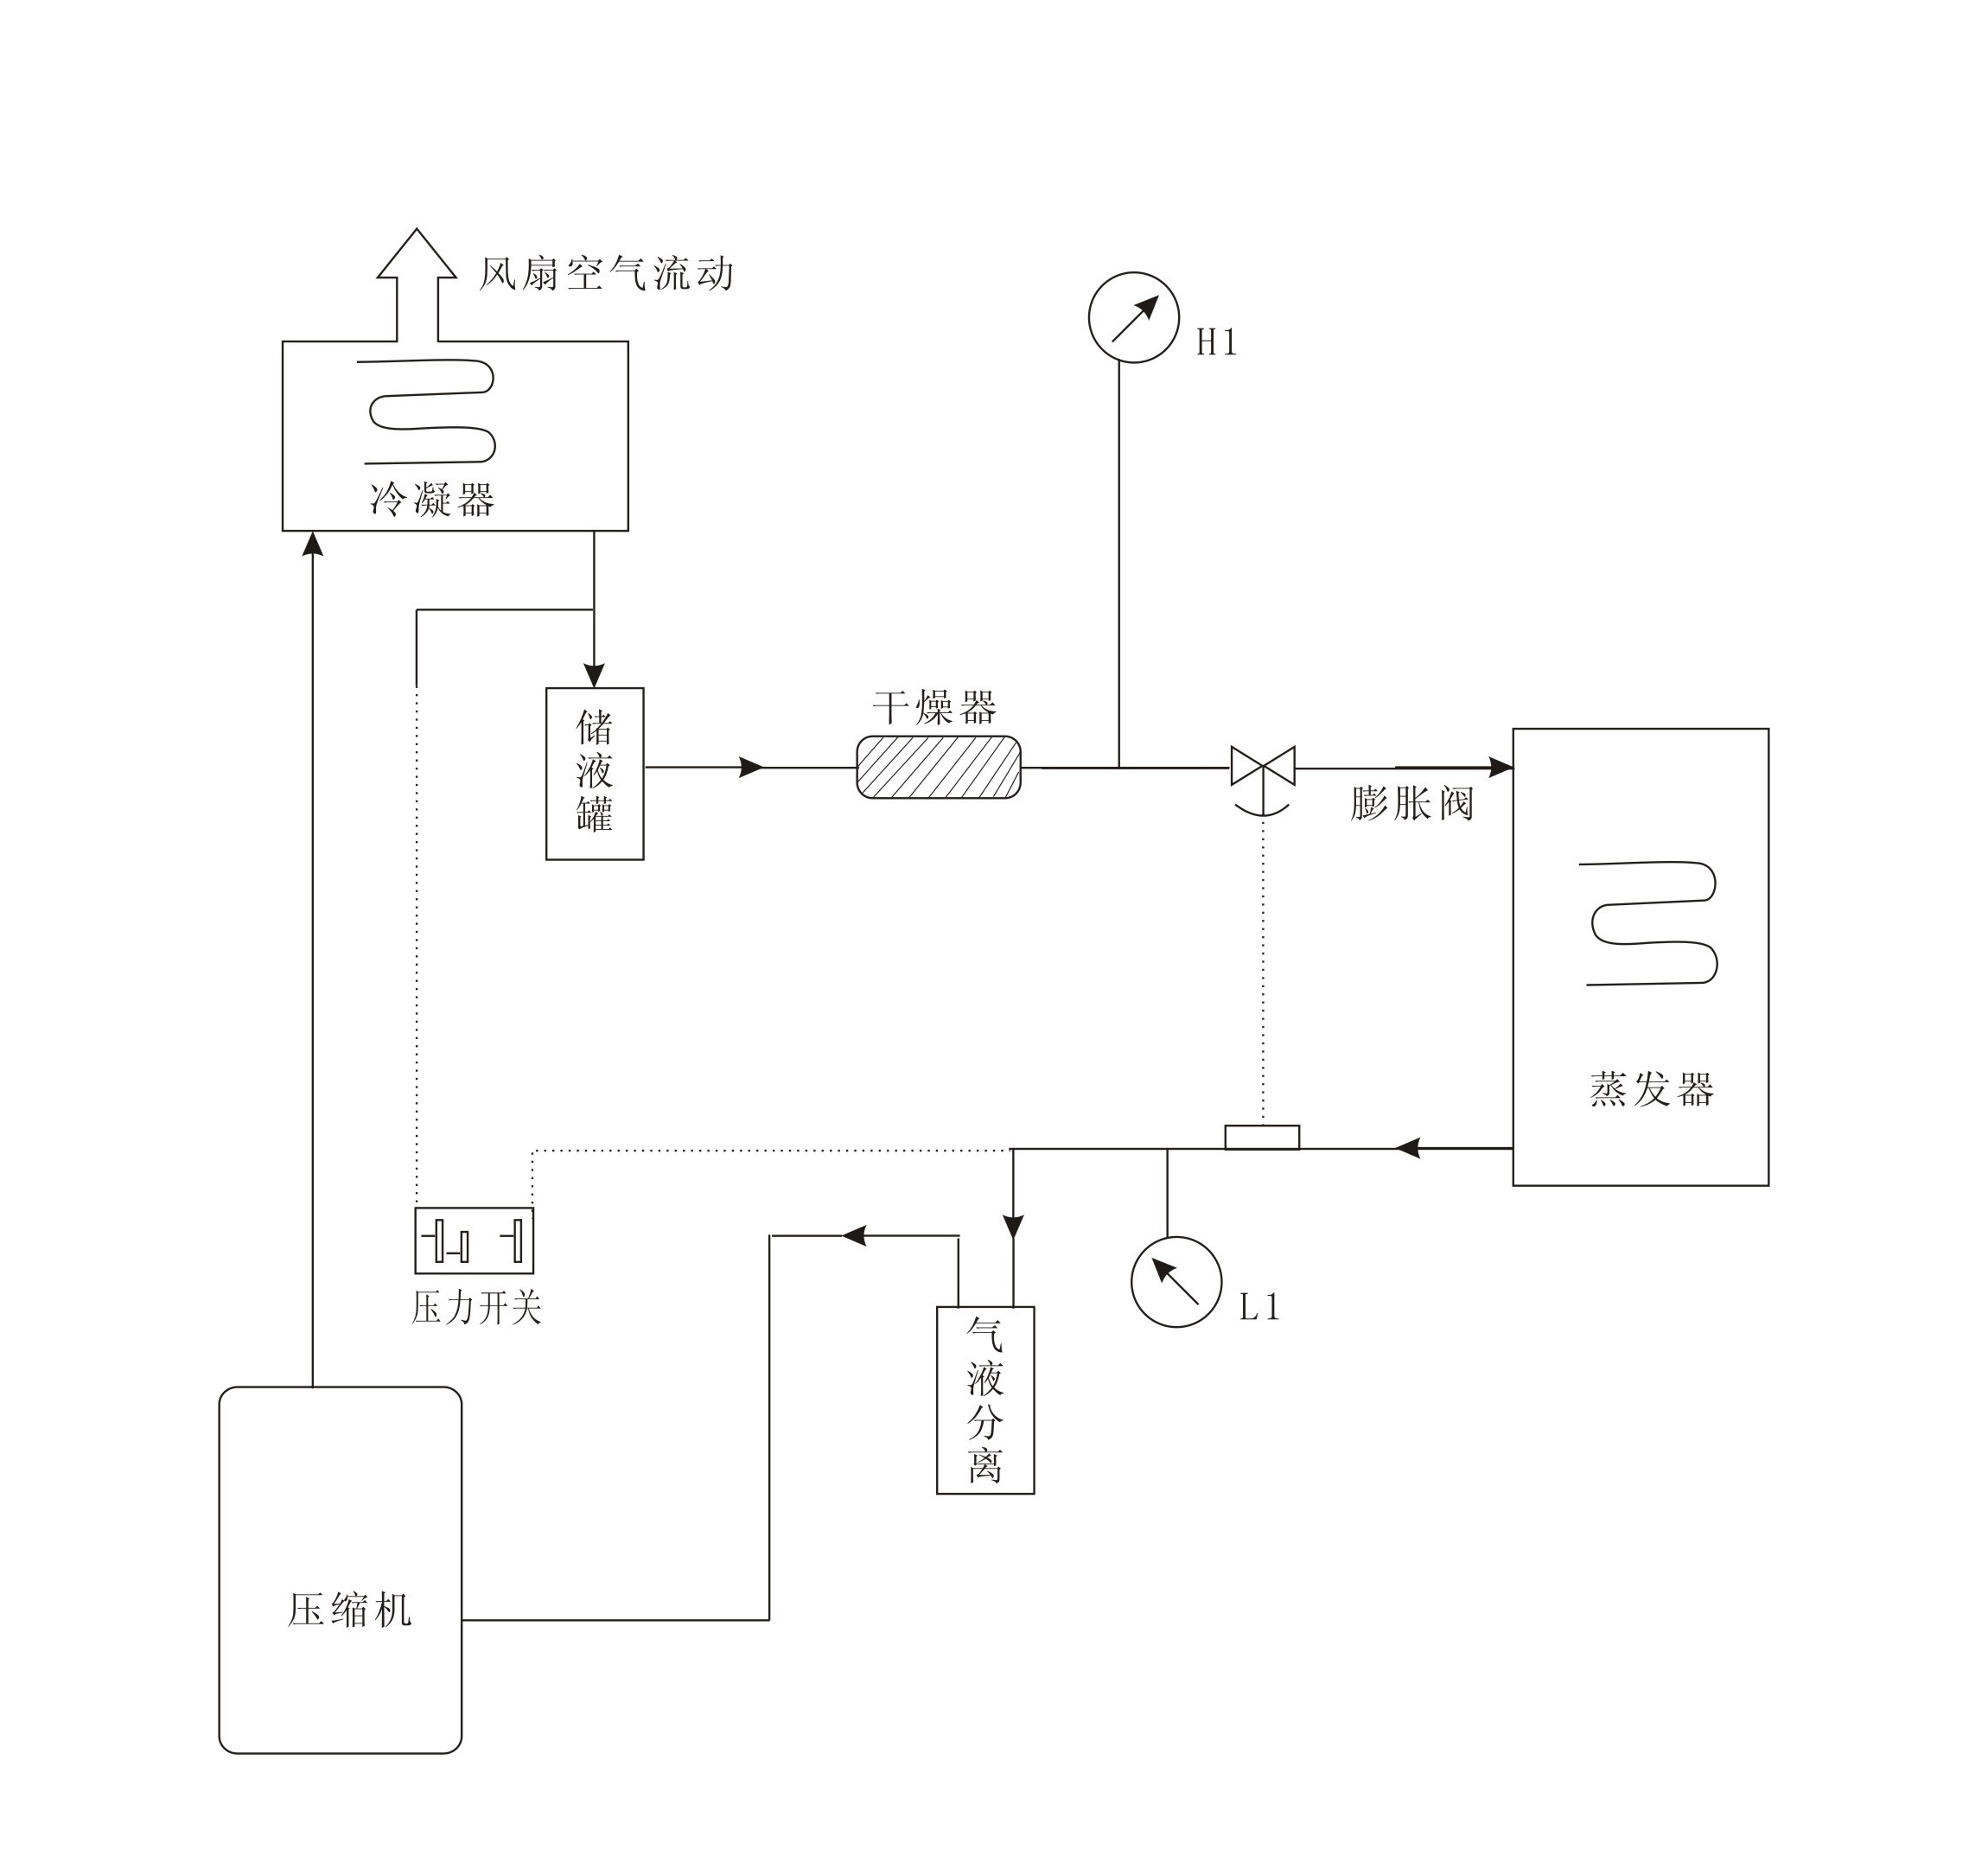 风扇空气流动
H1
冷凝器
干燥器
储液罐
膨胀阀
蒸发器
压力开关
L1
气液分离
压缩机